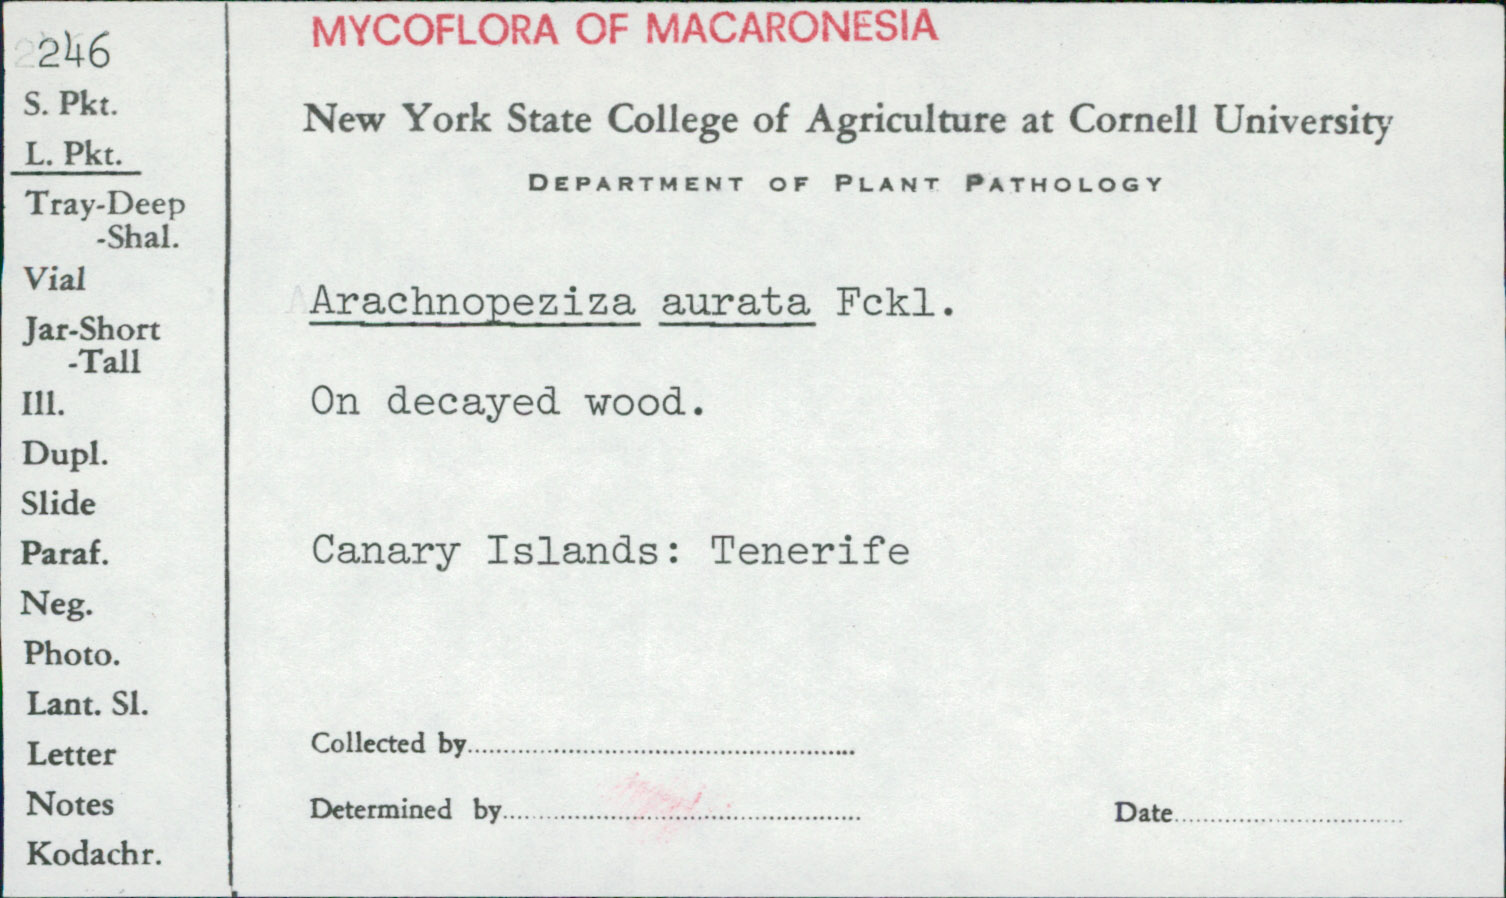 246
S. Pkt.
L. Pkt.
Tray-Deep
-Shal.
Vial
Jar-Short
-Tall
Ill.
Dupl.
Slide
Paraf.
Neg.
Photo.
Lant. Sl.
Letter
Notes
Kodachr.
MYCOFLORA OF MACARONESIA
New York State College of Agriculture at Cornell University
DEPARTMENT OF PLANT PATHOLOGY
Arachnopeziza aurata Fckl.
On decayed wood.
Canary Islands: Tenerife
Collected by
Determined by
Date